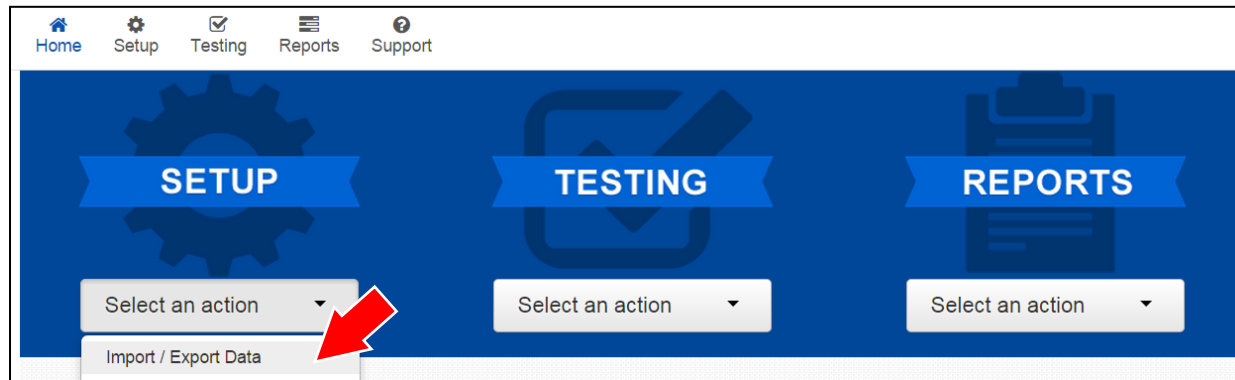 Home Setup Testing Reports Support
SETUP TESTING REPORTS
Select an action Select an action Select an action
Import / Export Data